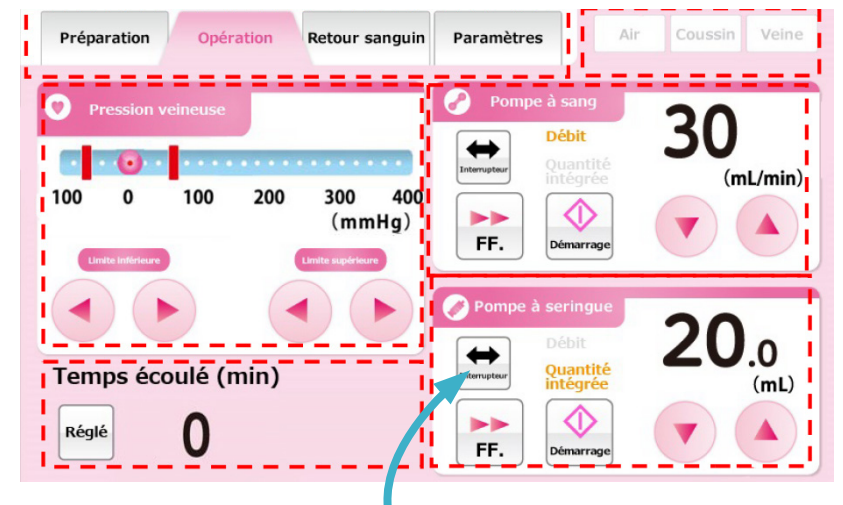 Préparation
Opération
Retour sanguin
Paramètres
Air
Coussin
Veine
Pression veineuse
100 0 100 200 300 400
(mmHg)
Limite inférieure
Limite supérieure
Temps écoulé (min)
Réglé
0
Pompe à sang
Interrupteur
Débit
Quantité
intégrée
30
(mL/min)
FF.
Démarrage
Pompe à seringue
Interrupteur
Débit
Quantité
intégrée
20.0
(mL)
FF.
Démarrage